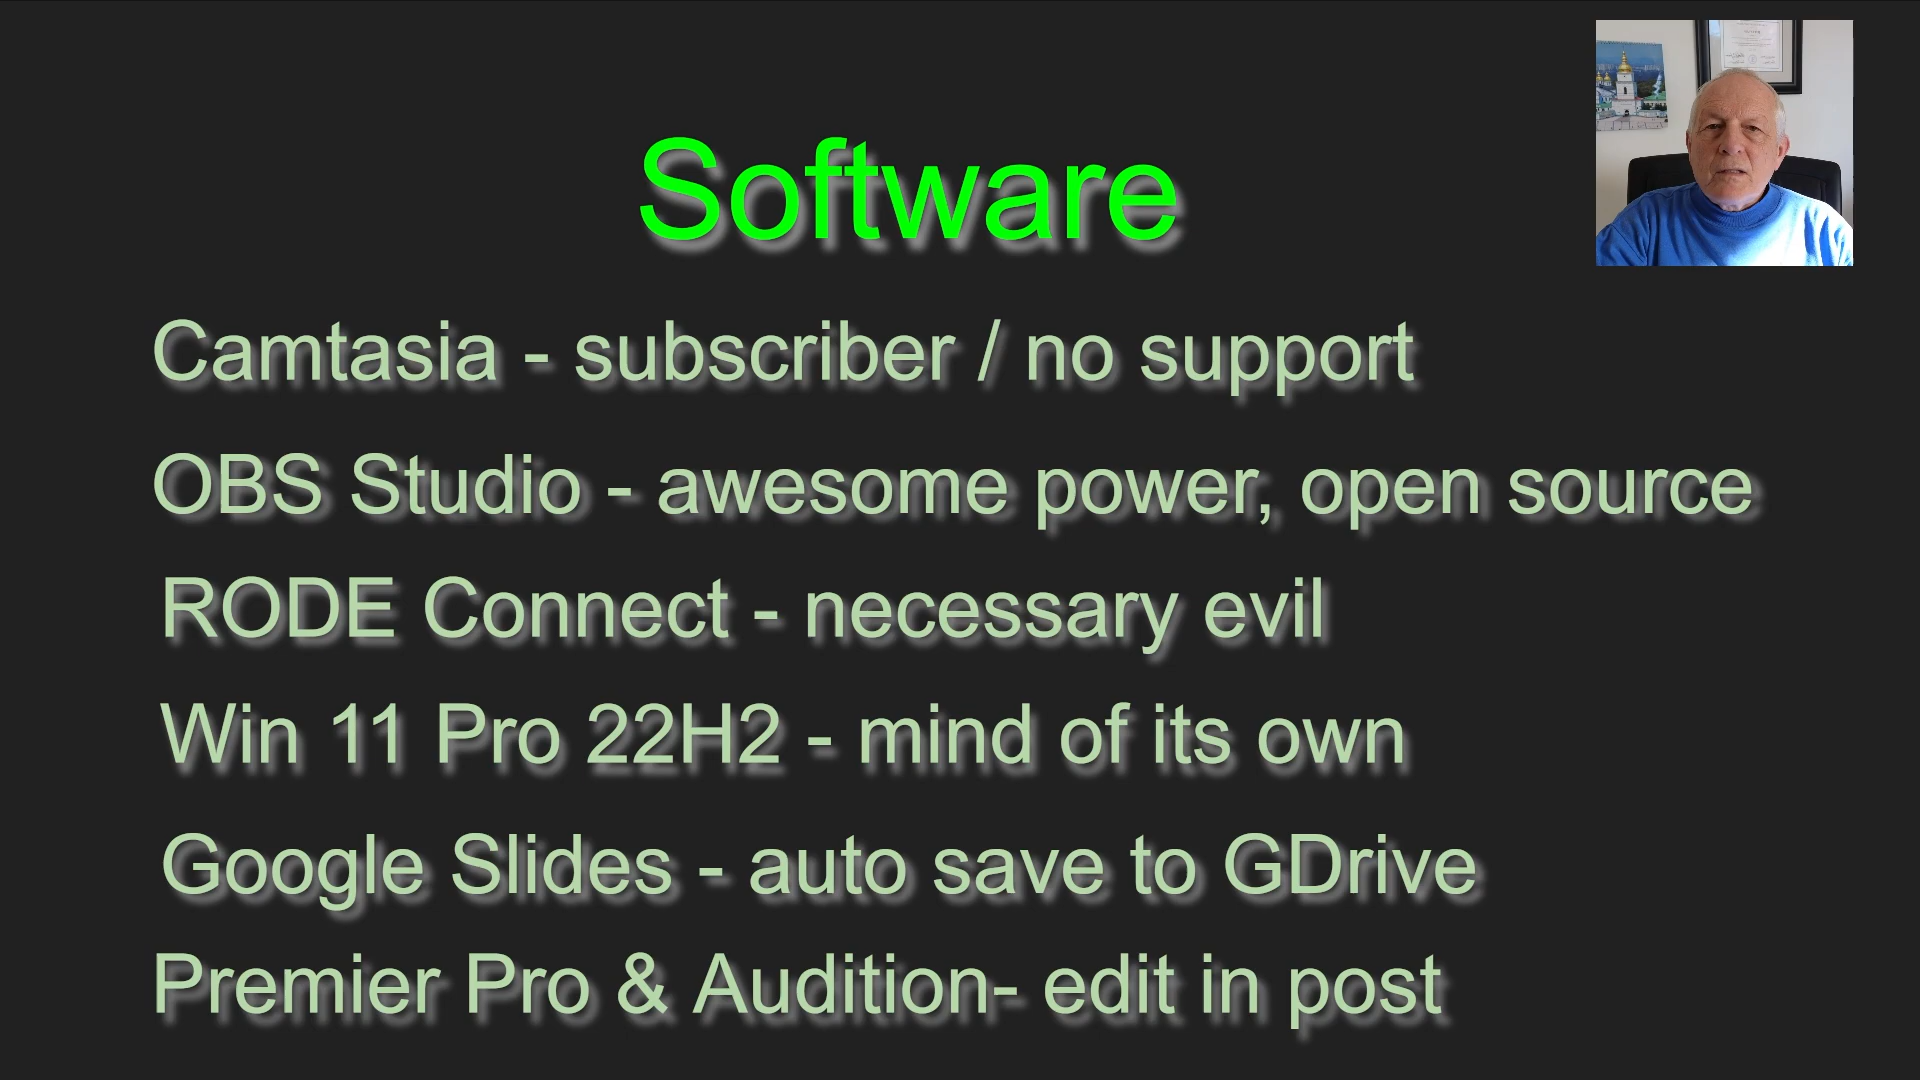 Software
Camtasia - subscriber / no support
OBS Studio - awesome power, open source
RODE Connect - necessary evil
Win 11 Pro 22H2 - mind of its own
Google Slides - auto save to GDrive
Premier Pro & Audition- edit in post